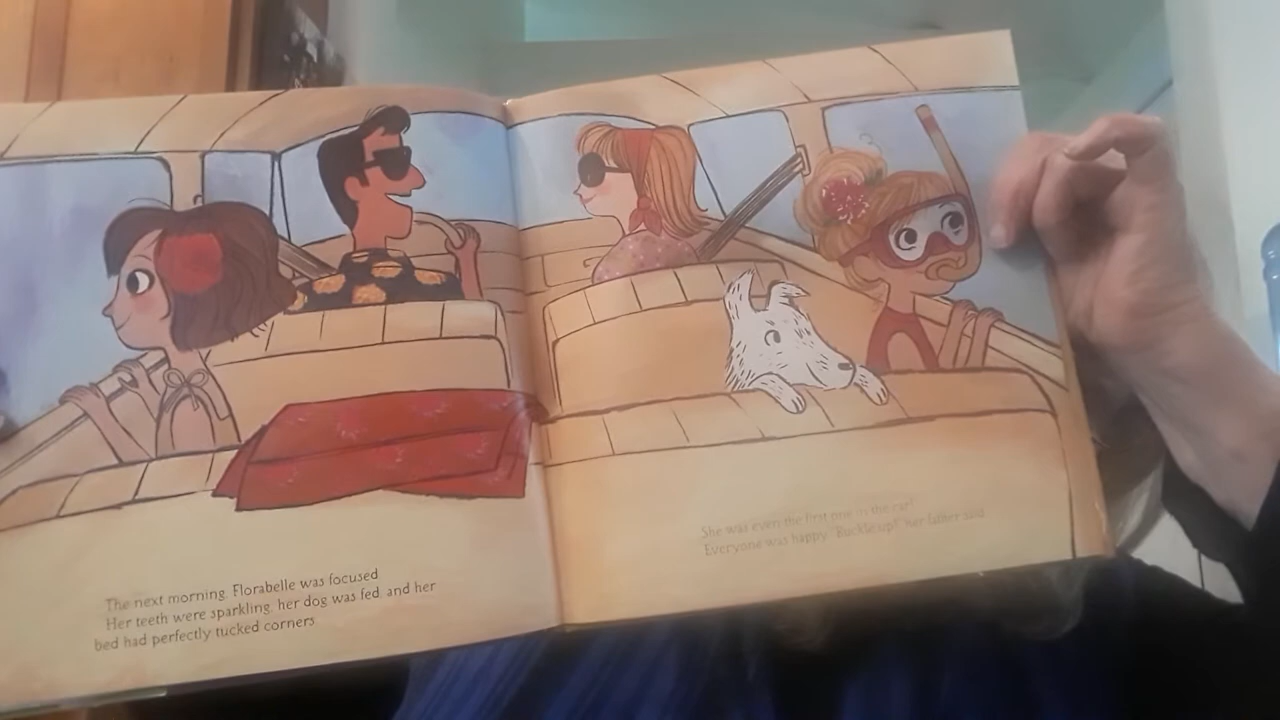 The next morning, Florabelle was focused
Her teeth were sparkling, her dog was fed, and her
bed had perfectly tucked corners
She was even the first one in the car!
Everyone was happy. "Buckle up!" her father said.